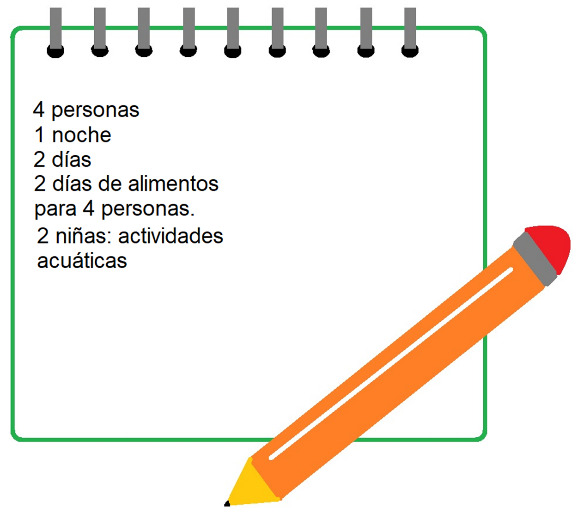 4 personas
1 noche
2 días
2 días de alimentos
para 4 personas.
2 niñas: actividades
acuáticas